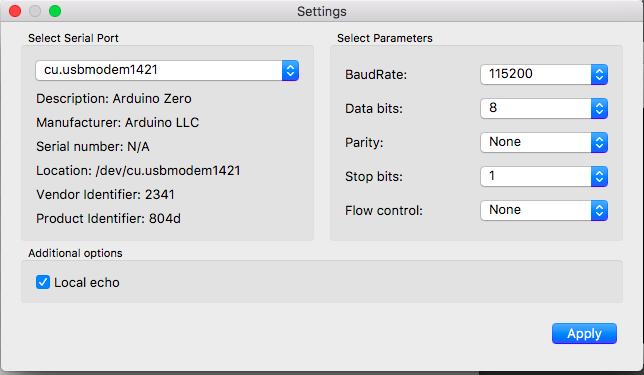 Settings
Select Serial Port
cu.usbmodem1421
Description: Arduino Zero
Manufacturer: Arduino LLC
Serial number: N/A
Location: /dev/cu.usbmodem1421
Vendor Identifier: 2341
Product Identifier: 804d
Select Parameters
BaudRate: 115200
Data bits: 8
Parity: None
Stop bits: 1
Flow control: None
Additional options
Local echo
Apply